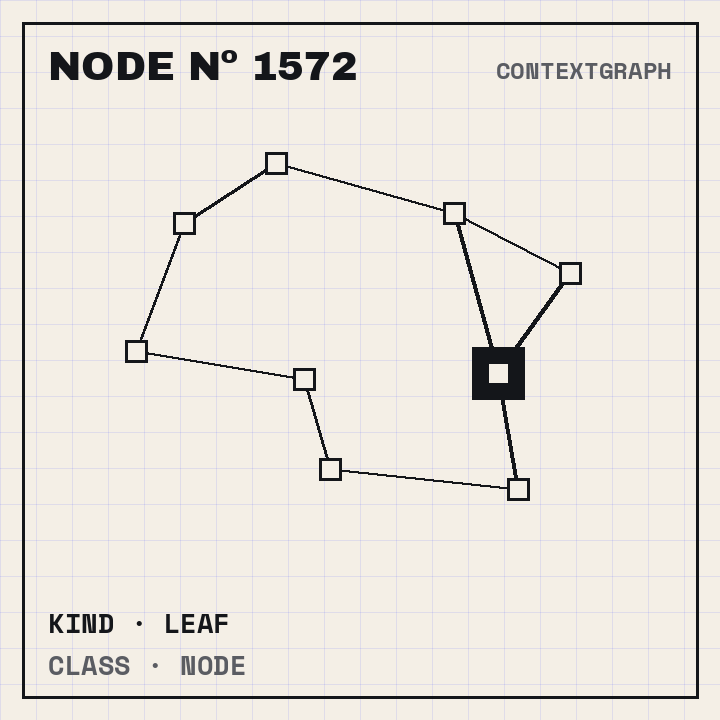 NODE Nº 1572
CONTEXTGRAPH
KIND · LEAF
CLASS · NODE